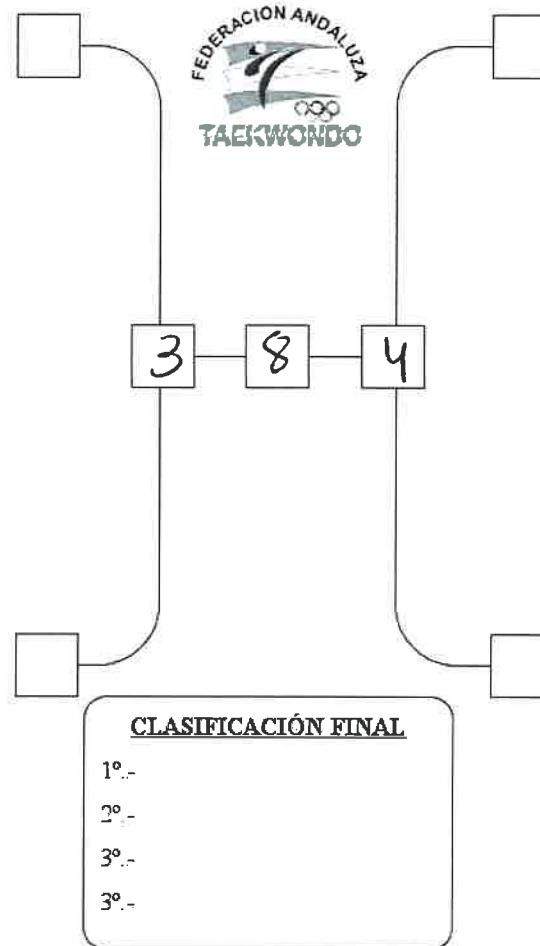 FEDERACION ANDALUZA
TAEKWONDO
3 8 4
CLASIFICACIÓN FINAL
1º.-
2º.-
3º.-
3º.-